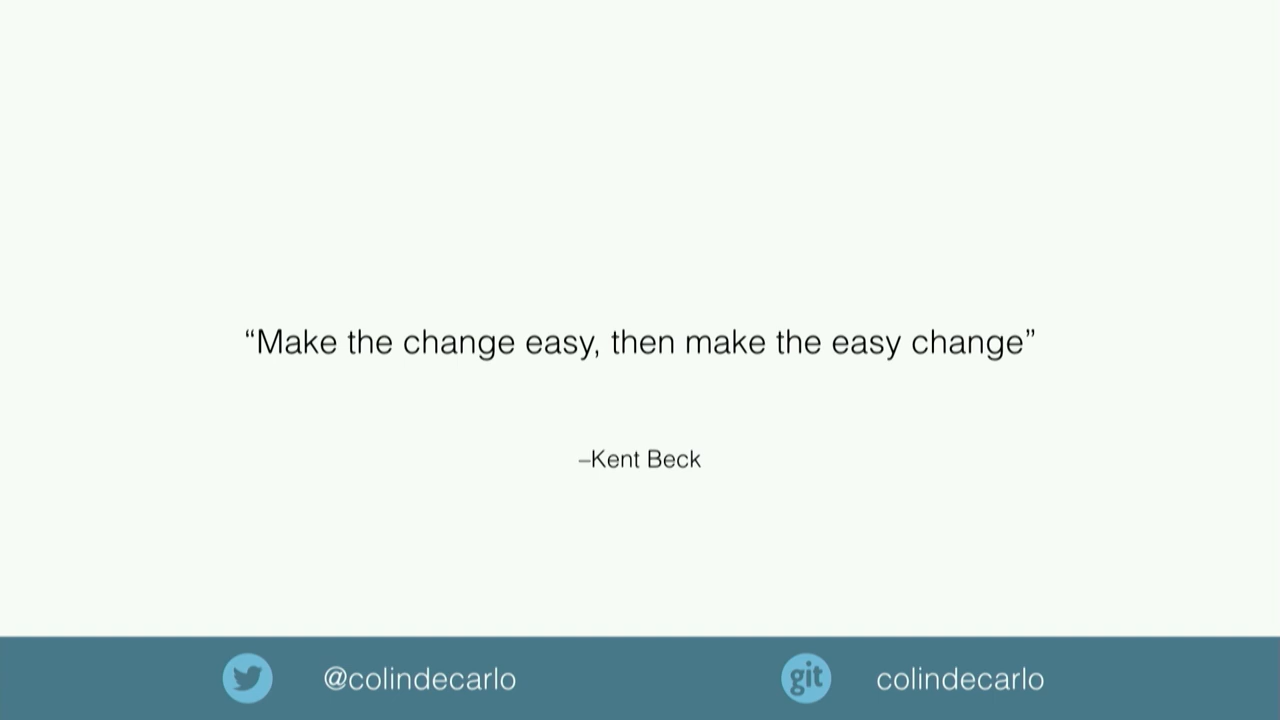 “Make the change easy, then make the easy change”
–Kent Beck
@colindecarlo
git
colindecarlo